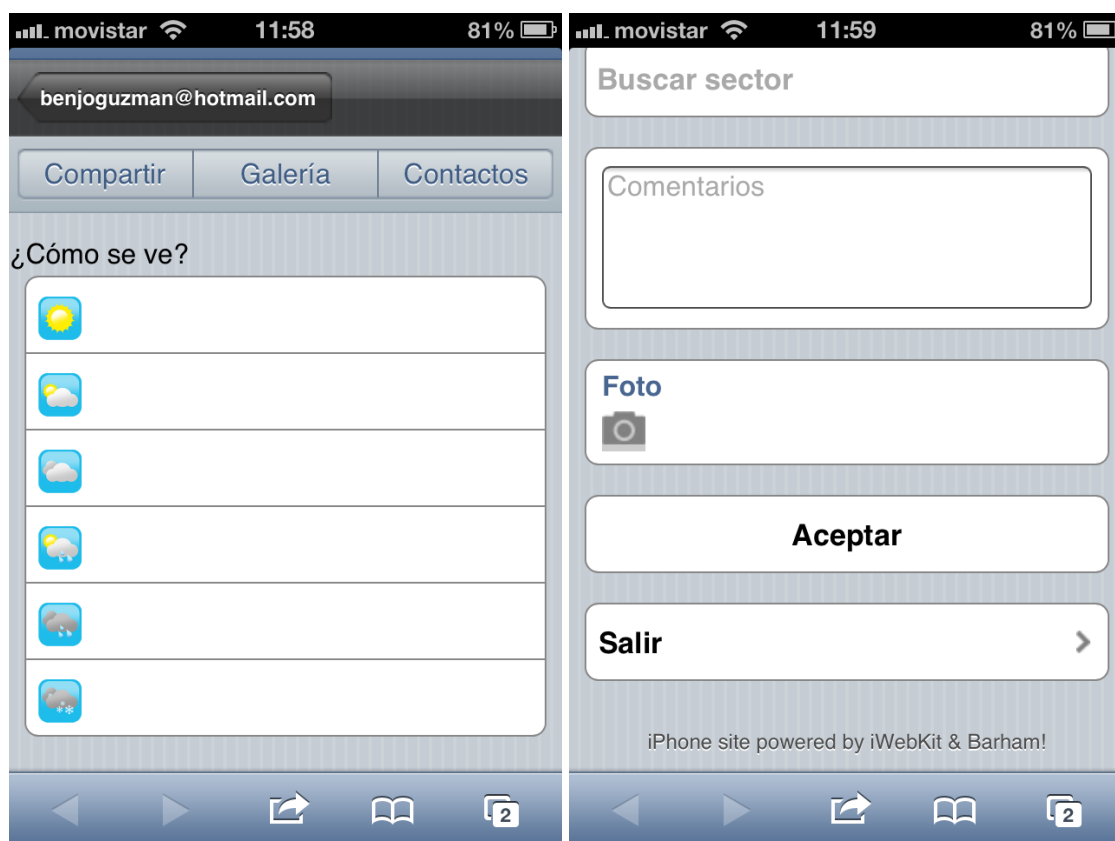 movistar 11:58 81%
benjoguzman@hotmail.com
Compartir Galería Contactos
¿Cómo se ve?
2
movistar 11:59 81%
Buscar sector
Comentarios
Foto
Aceptar
Salir
iPhone site powered by iWebKit & Barham!
2